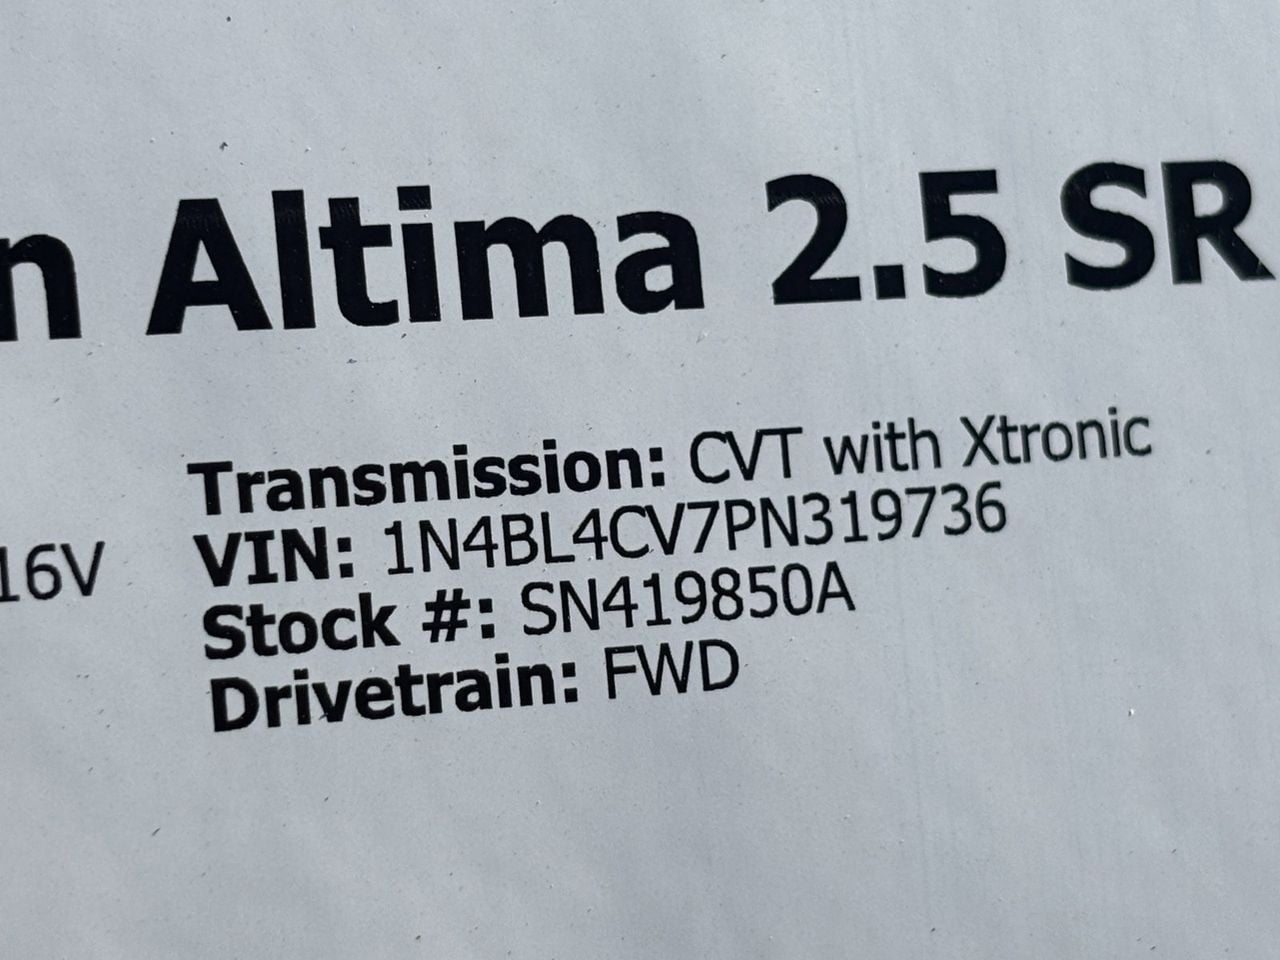 n Altima 2.5 SR
Transmission: CVT with Xtronic
16V VIN: 1N4BL4CV7PN319736
Stock #: SN419850A
Drivetrain: FWD